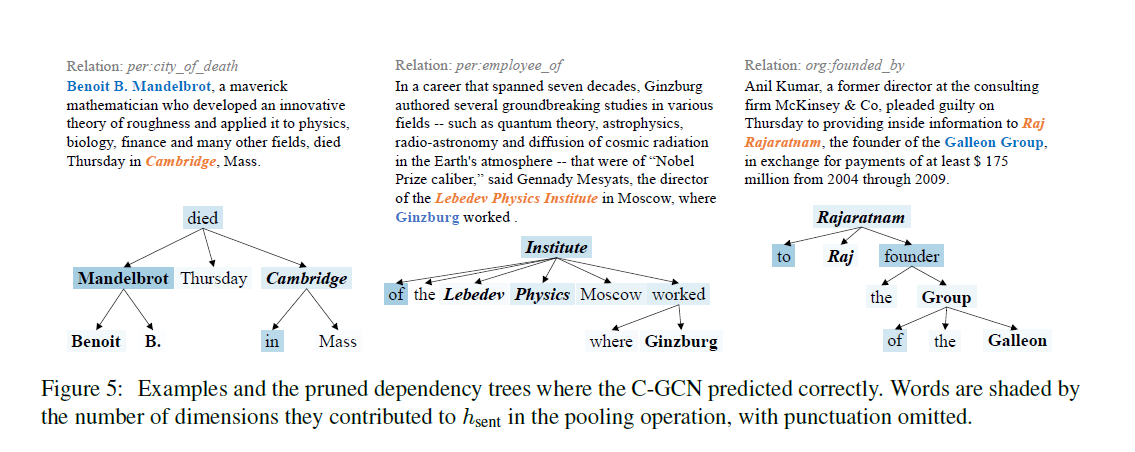 Relation: per:city_of_death
Benoit B. Mandelbrot, a maverick
mathematician who developed an innovative
theory of roughness and applied it to physics,
biology, finance and many other fields, died
Thursday in Cambridge, Mass.
died
Mandelbrot Thursday Cambridge
Benoit B. in Mass
Relation: per:employee_of
In a career that spanned seven decades, Ginzburg
authored several groundbreaking studies in various
fields -- such as quantum theory, astrophysics,
radio-astronomy and diffusion of cosmic radiation
in the Earth's atmosphere -- that were of “Nobel
Prize caliber,” said Gennady Mesyats, the director
of the Lebedev Physics Institute in Moscow, where
Ginzburg worked .
Institute
of the Lebedev Physics Moscow worked
where Ginzburg
Relation: org:founded_by
Anil Kumar, a former director at the consulting
firm McKinsey & Co, pleaded guilty on
Thursday to providing inside information to Raj
Rajaratnam, the founder of the Galleon Group,
in exchange for payments of at least $ 175
million from 2004 through 2009.
Rajaratnam
to Raj founder
the Group
of the Galleon
Figure 5: Examples and the pruned dependency trees where the C-GCN predicted correctly. Words are shaded by
the number of dimensions they contributed to hsent in the pooling operation, with punctuation omitted.